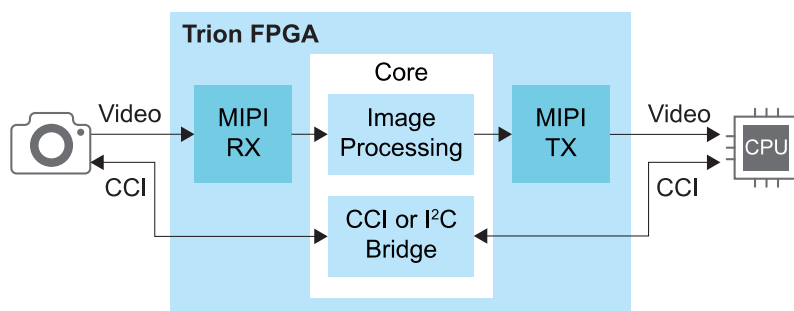 Trion FPGA
Core
Video
MIPI
RX
Image
Processing
MIPI
TX
Video
CPU
CCI
CCI
CCI or I²C
Bridge